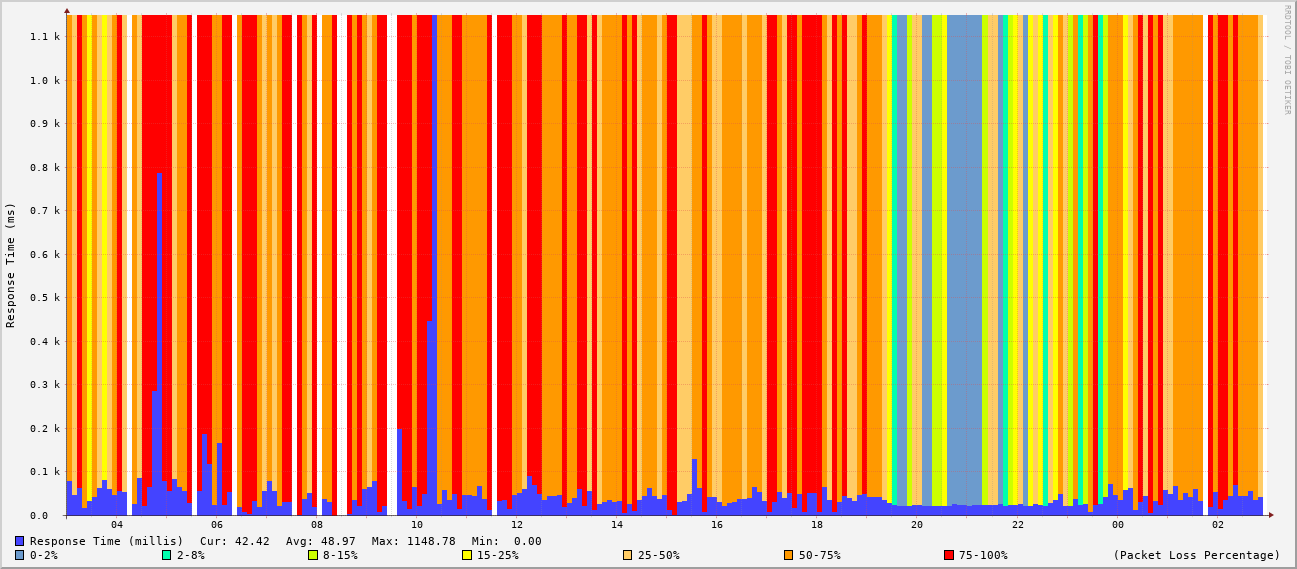 RRDTOOL / TOBI OETIKER
Response Time (ms)
1.1 k
1.0 k
0.9 k
0.8 k
0.7 k
0.6 k
0.5 k
0.4 k
0.3 k
0.2 k
0.1 k
0.0
04 06 08 10 12 14 16 18 20 22 00 02
Response Time (millis) Cur: 42.42 Avg: 48.97 Max: 1148.78 Min: 0.00
0-2% 2-8% 8-15% 15-25% 25-50% 50-75% 75-100% (Packet Loss Percentage)